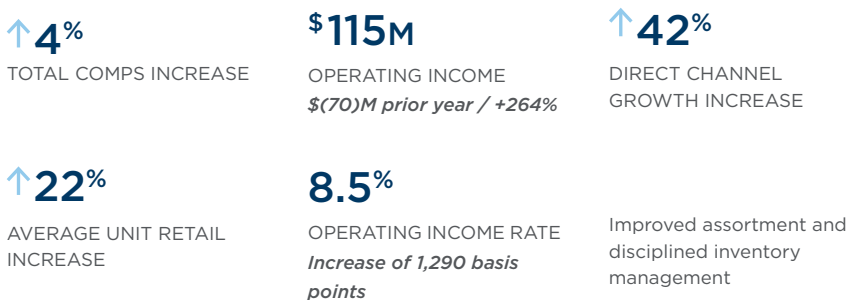 ↑4%
TOTAL COMPS INCREASE
$115M
OPERATING INCOME
$(70)M prior year / +264%
↑42%
DIRECT CHANNEL
GROWTH INCREASE
↑22%
AVERAGE UNIT RETAIL
INCREASE
8.5%
OPERATING INCOME RATE
Increase of 1,290 basis
points
Improved assortment and
disciplined inventory
management